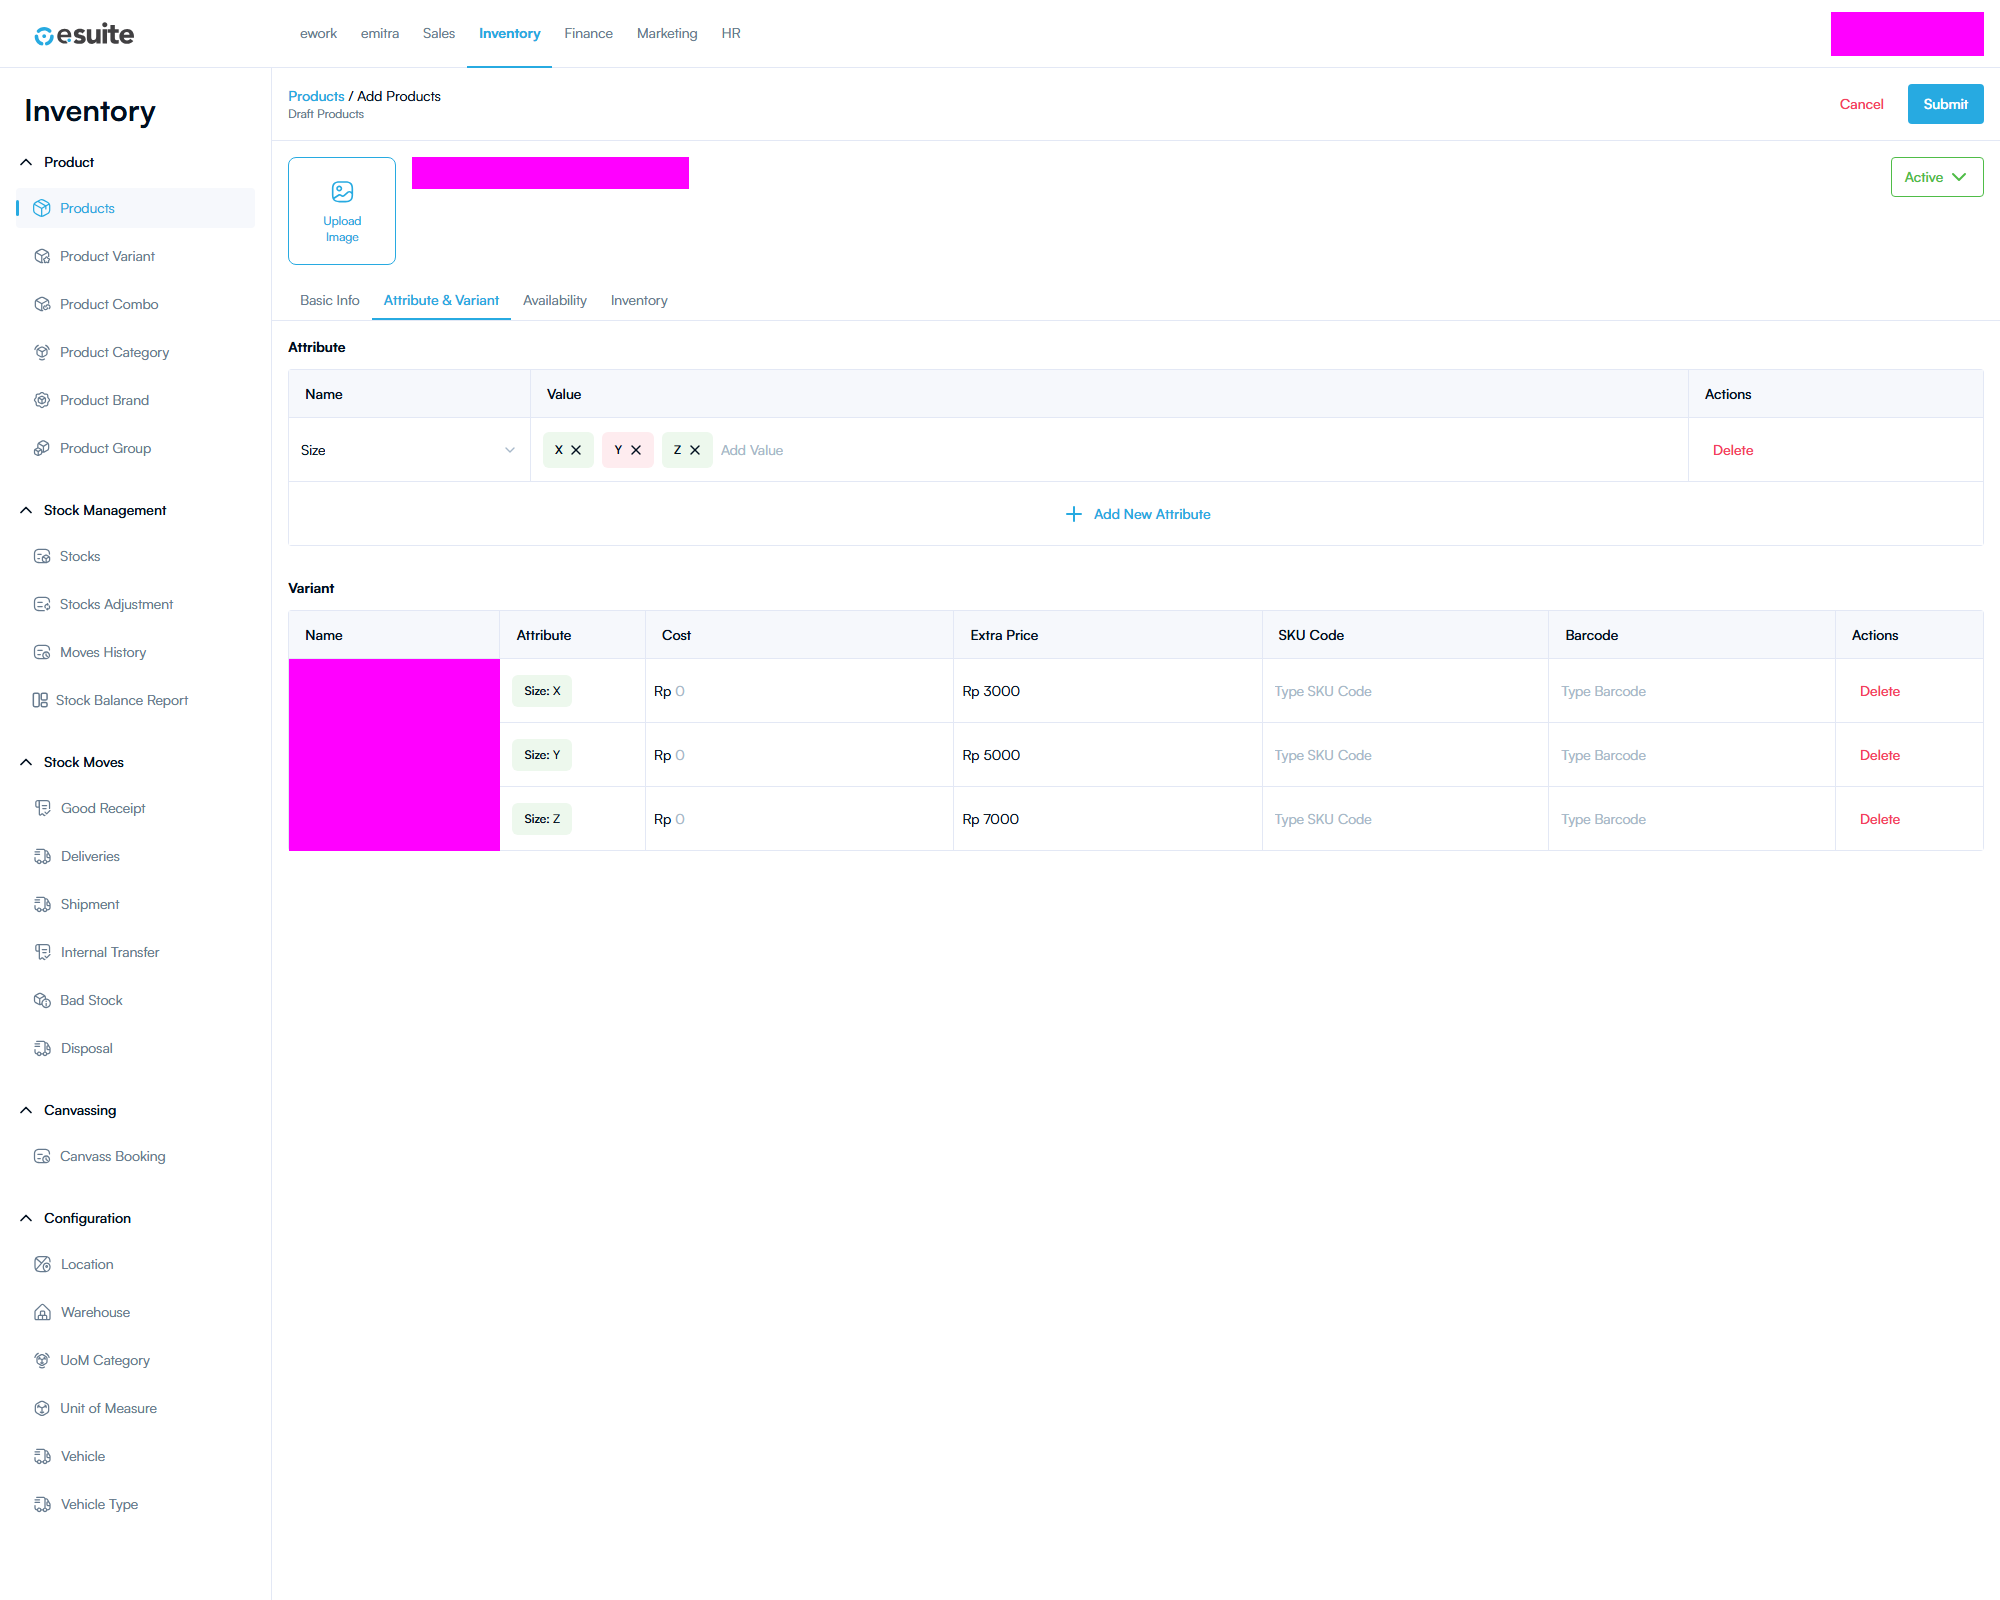 esuite
ework emitra Sales Inventory Finance Marketing HR
Inventory
Product
Products
Product Variant
Product Combo
Product Category
Product Brand
Product Group
Stock Management
Stocks
Stocks Adjustment
Moves History
Stock Balance Report
Stock Moves
Good Receipt
Deliveries
Shipment
Internal Transfer
Bad Stock
Disposal
Canvassing
Canvass Booking
Configuration
Location
Warehouse
UoM Category
Unit of Measure
Vehicle
Vehicle Type
Products / Add Products
Draft Products
Cancel Submit
Upload
Image
Active
Basic Info Attribute & Variant Availability Inventory
Attribute
Name Value Actions
Size X Y Z Add Value Delete
Add New Attribute
Variant
Name Attribute Cost Extra Price SKU Code Barcode Actions
Size: X Rp 0 Rp 3000 Type SKU Code Type Barcode Delete
Size: Y Rp 0 Rp 5000 Type SKU Code Type Barcode Delete
Size: Z Rp 0 Rp 7000 Type SKU Code Type Barcode Delete